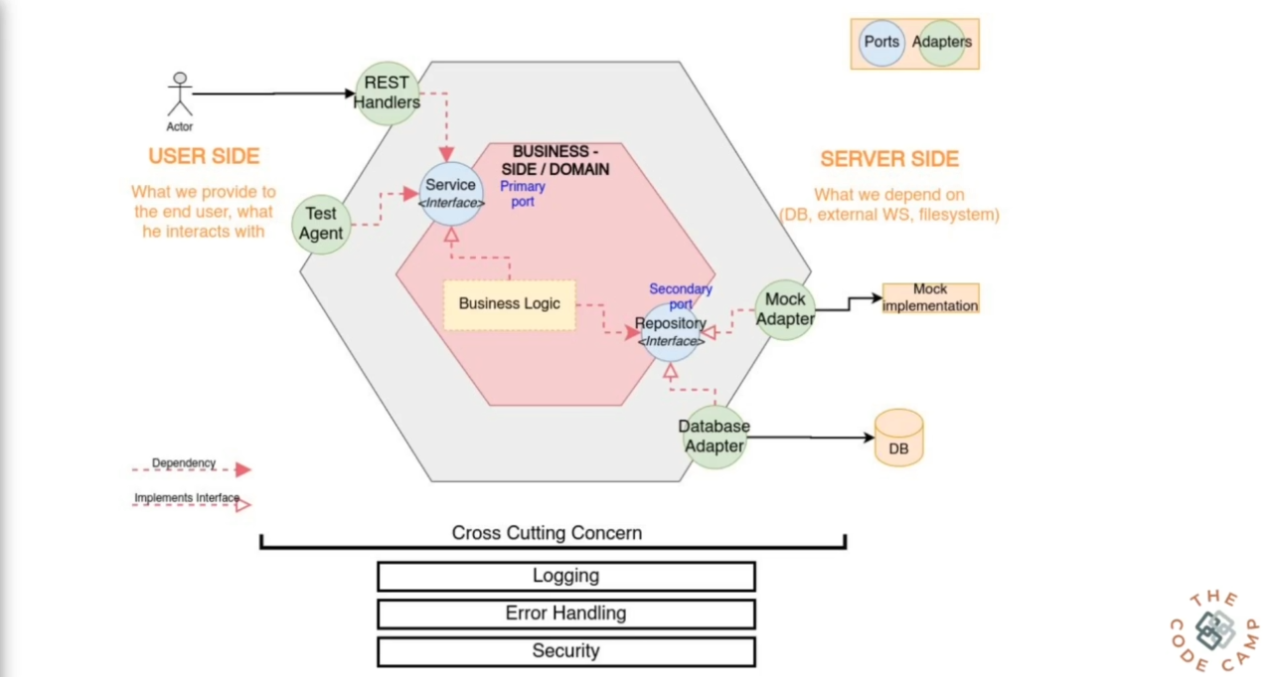 Ports
Adapters
REST
Handlers
Actor
USER SIDE
What we provide to
the end user, what
he interacts with
Test
Agent
BUSINESS -
SIDE / DOMAIN
Service
<Interface>
Primary
port
Business Logic
Secondary
port
Repository
<Interface>
SERVER SIDE
What we depend on
(DB, external WS, filesystem)
Mock
Adapter
Mock
implementation
Database
Adapter
DB
Dependency
Implements Interface
Cross Cutting Concern
Logging
Error Handling
Security
THE
CODE CAMP